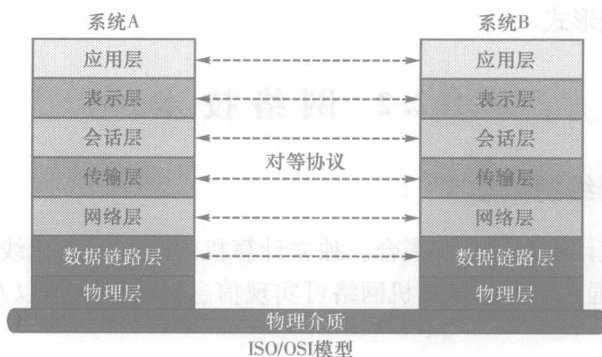 形式
系统A 系统B
应用层 应用层
表示层 表示层
会话层 会话层
对等协议
传输层 传输层
网络层 网络层
数据链路层 数据链路层
物理层 物理层
物理介质
ISO/OSI模型